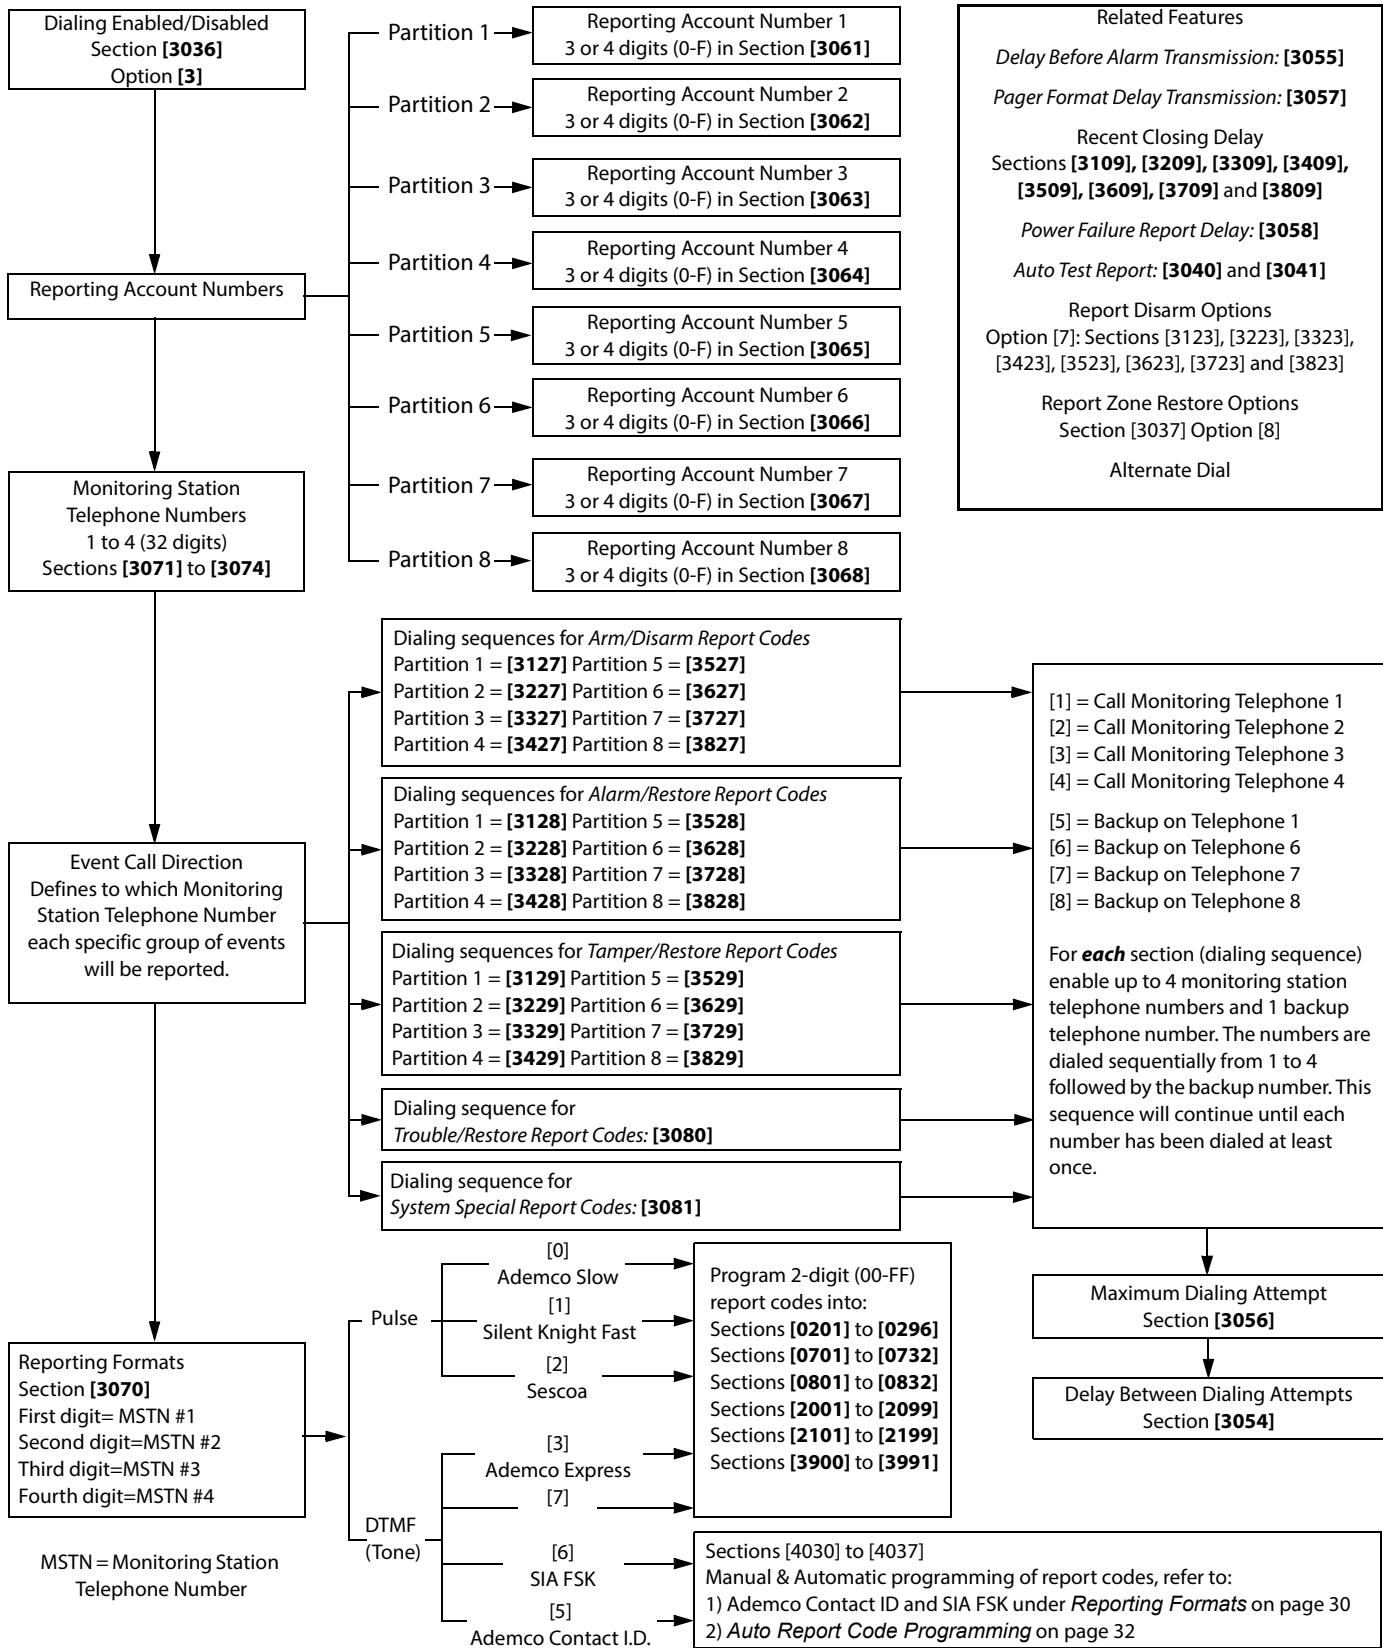 Dialing Enabled/Disabled
Section [3036]
Option [3]
Reporting Account Numbers
Monitoring Station
Telephone Numbers
1 to 4 (32 digits)
Sections [3071] to [3074]
Event Call Direction
Defines to which Monitoring
Station Telephone Number
each specific group of events
will be reported.
Reporting Formats
Section [3070]
First digit= MSTN #1
Second digit=MSTN #2
Third digit=MSTN #3
Fourth digit=MSTN #4
MSTN = Monitoring Station
Telephone Number
Partition 1
Reporting Account Number 1
3 or 4 digits (0-F) in Section [3061]
Partition 2
Reporting Account Number 2
3 or 4 digits (0-F) in Section [3062]
Partition 3
Reporting Account Number 3
3 or 4 digits (0-F) in Section [3063]
Partition 4
Reporting Account Number 4
3 or 4 digits (0-F) in Section [3064]
Partition 5
Reporting Account Number 5
3 or 4 digits (0-F) in Section [3065]
Partition 6
Reporting Account Number 6
3 or 4 digits (0-F) in Section [3066]
Partition 7
Reporting Account Number 7
3 or 4 digits (0-F) in Section [3067]
Partition 8
Reporting Account Number 8
3 or 4 digits (0-F) in Section [3068]
Related Features
Delay Before Alarm Transmission: [3055]
Pager Format Delay Transmission: [3057]
Recent Closing Delay
Sections [3109], [3209], [3309], [3409],
[3509], [3609], [3709] and [3809]
Power Failure Report Delay: [3058]
Auto Test Report: [3040] and [3041]
Report Disarm Options
Option [7]: Sections [3123], [3223], [3323],
[3423], [3523], [3623], [3723] and [3823]
Report Zone Restore Options
Section [3037] Option [8]
Alternate Dial
Dialing sequences for Arm/Disarm Report Codes
Partition 1 = [3127] Partition 5 = [3527]
Partition 2 = [3227] Partition 6 = [3627]
Partition 3 = [3327] Partition 7 = [3727]
Partition 4 = [3427] Partition 8 = [3827]
Dialing sequences for Alarm/Restore Report Codes
Partition 1 = [3128] Partition 5 = [3528]
Partition 2 = [3228] Partition 6 = [3628]
Partition 3 = [3328] Partition 7 = [3728]
Partition 4 = [3428] Partition 8 = [3828]
Dialing sequences for Tamper/Restore Report Codes
Partition 1 = [3129] Partition 5 = [3529]
Partition 2 = [3229] Partition 6 = [3629]
Partition 3 = [3329] Partition 7 = [3729]
Partition 4 = [3429] Partition 8 = [3829]
Dialing sequence for
Trouble/Restore Report Codes: [3080]
Dialing sequence for
System Special Report Codes: [3081]
[1] = Call Monitoring Telephone 1
[2] = Call Monitoring Telephone 2
[3] = Call Monitoring Telephone 3
[4] = Call Monitoring Telephone 4
[5] = Backup on Telephone 1
[6] = Backup on Telephone 6
[7] = Backup on Telephone 7
[8] = Backup on Telephone 8
For each section (dialing sequence)
enable up to 4 monitoring station
telephone numbers and 1 backup
telephone number. The numbers are
dialed sequentially from 1 to 4
followed by the backup number. This
sequence will continue until each
number has been dialed at least
once.
Maximum Dialing Attempt
Section [3056]
Delay Between Dialing Attempts
Section [3054]
Pulse
[0]
Ademco Slow
[1]
Silent Knight Fast
[2]
Sescoa
DTMF
(Tone)
[3]
Ademco Express
[7]
[6]
SIA FSK
[5]
Ademco Contact I.D.
Program 2-digit (00-FF)
report codes into:
Sections [0201] to [0296]
Sections [0701] to [0732]
Sections [0801] to [0832]
Sections [2001] to [2099]
Sections [2101] to [2199]
Sections [3900] to [3991]
Sections [4030] to [4037]
Manual & Automatic programming of report codes, refer to:
1) Ademco Contact ID and SIA FSK under Reporting Formats on page 30
2) Auto Report Code Programming on page 32